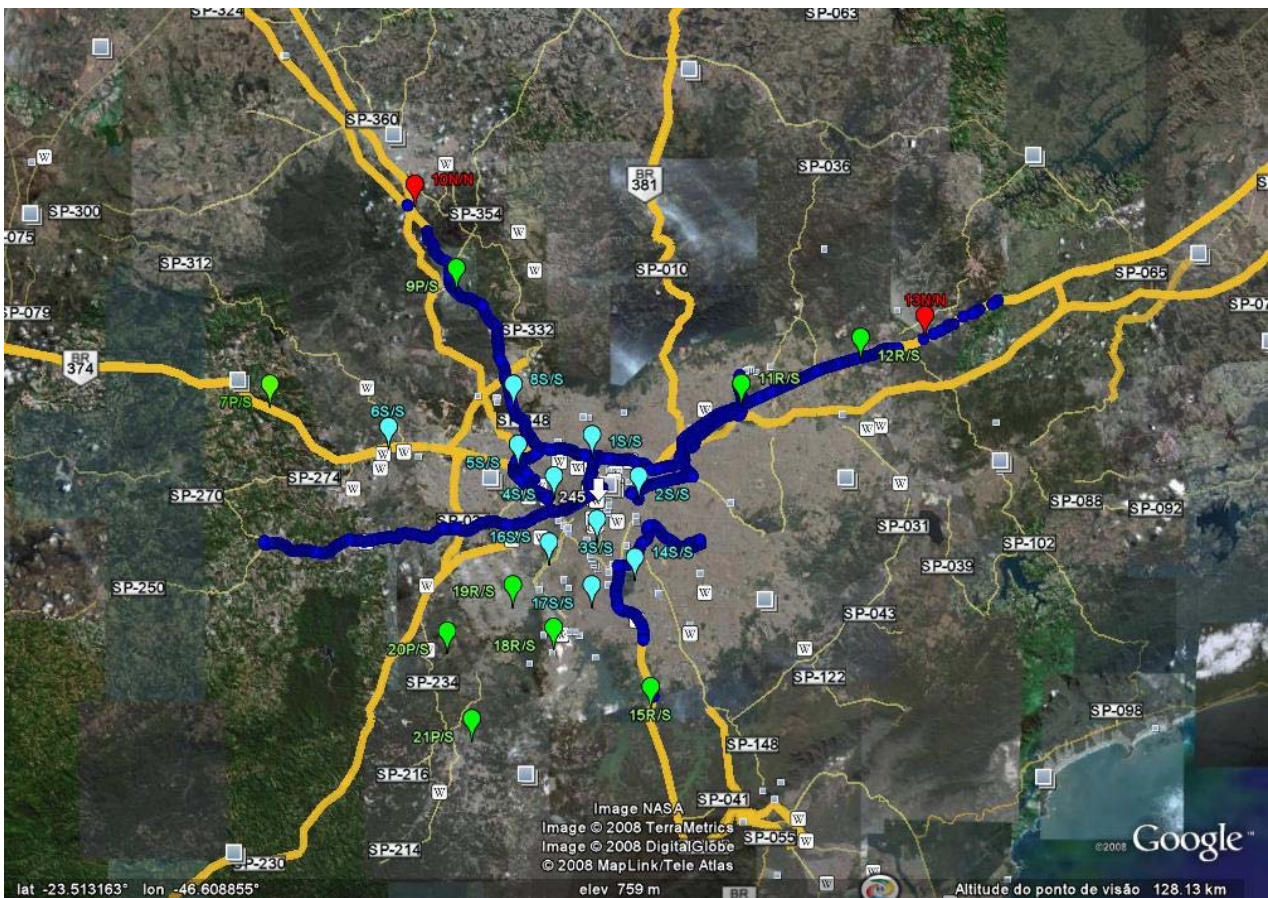 SP-324
SP-063
SP-360
W
10N/N
BR
381
SP-036
SP-300
SP-354
-075
SP-312
SP-010
SP-065
9P/S
13N/N
SP-079
SP-332
12R/S
BR
374
7P/S
8S/S
11R/S
6S/S
1S/S
5S/S
SP-274
4S/S
245
2S/S
SP-270
SP-088
SP-092
SP-031
16S/S
3S/S
14S/S
SP-102
SP-250
19R/S
17S/S
SP-039
SP-043
20P/S
18R/S
SP-234
SP-122
15R/S
SP-098
21P/S
SP-148
SP-216
Image NASA
SP-041
Image © 2008 TerraMetrics
SP-055
Image © 2008 DigitalGlobe
©2008 Google™
SP-214
SP-230
© 2008 MapLink/Tele Atlas
lat -23.513163° lon -46.608855°
elev 759 m
BR
Altitude do ponto de visão 128.13 km